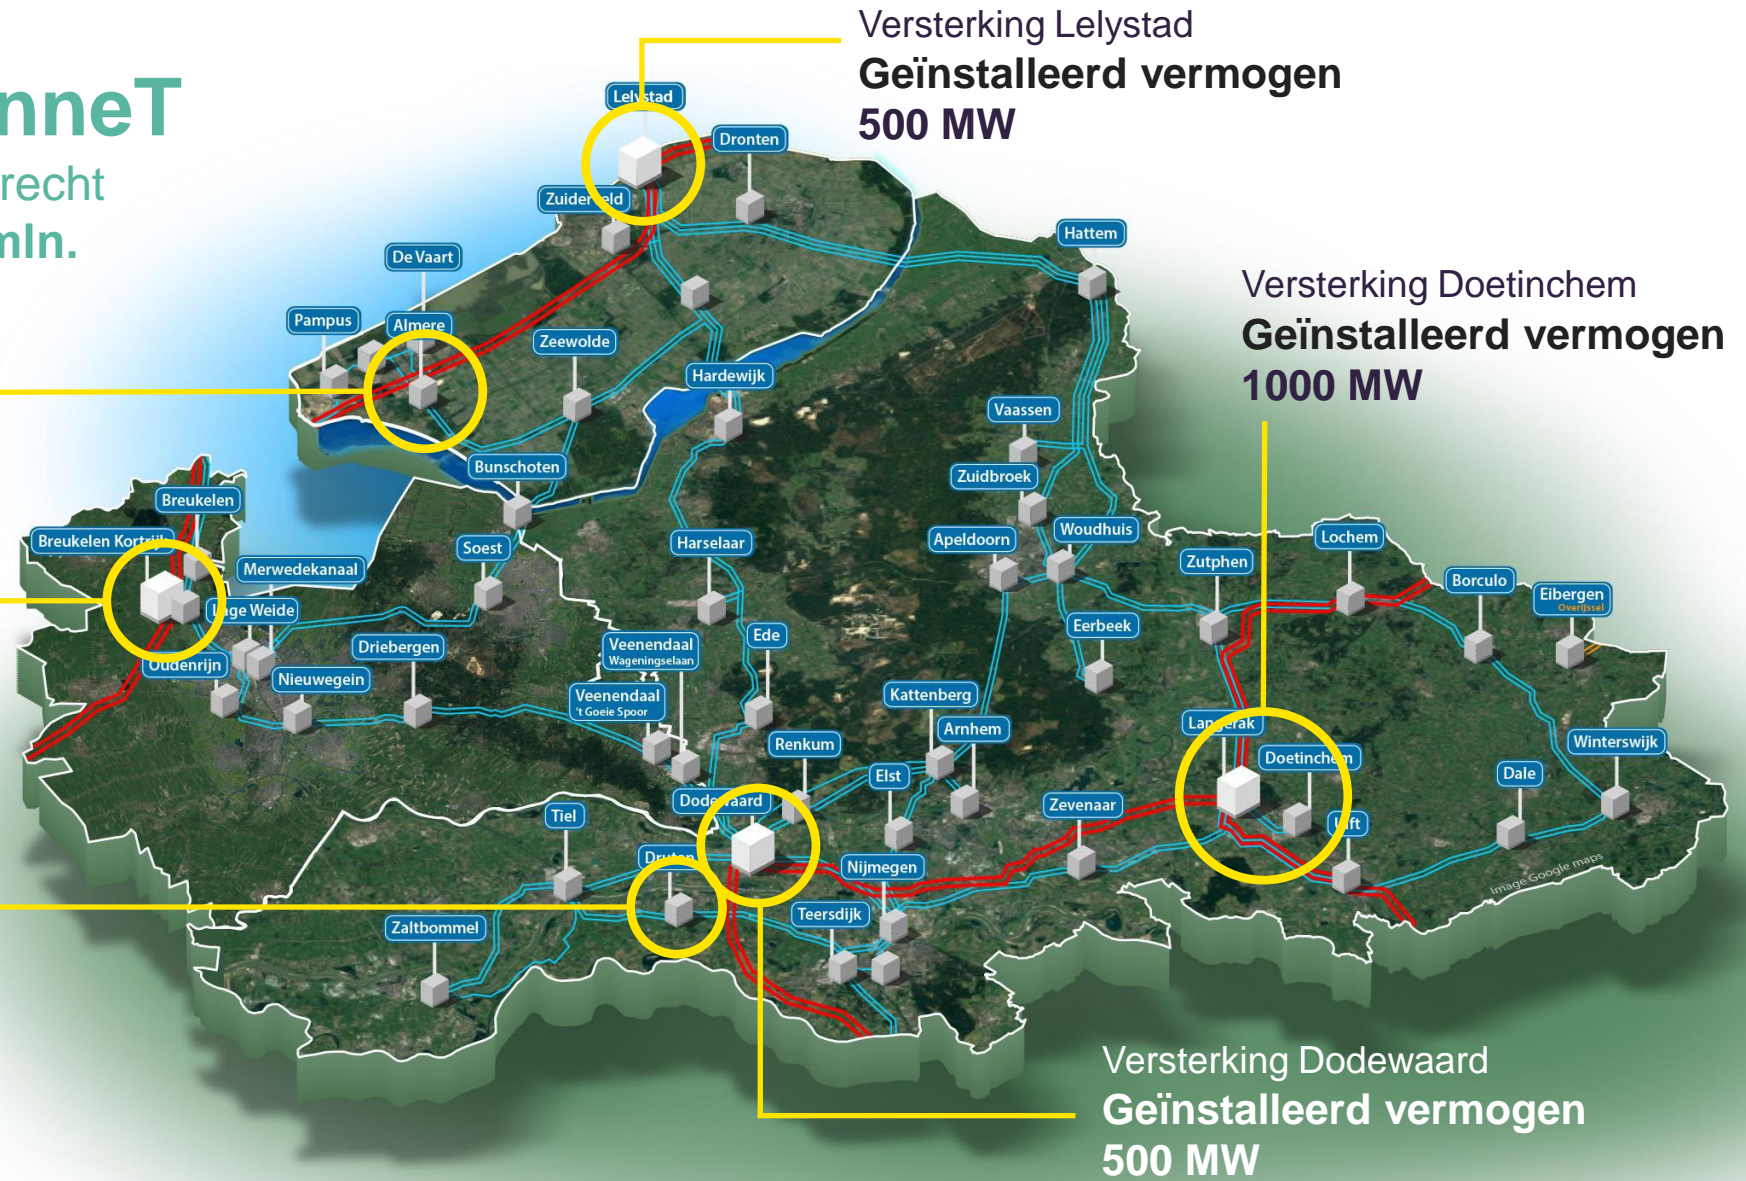 Versterking Lelystad
Geïnstalleerd vermogen
500 MW
nneT
recht
mln.
Lelystad
Dronten
Zuiderveld
Hattem
De Vaart
Pampus
Almere
Zeewolde
Versterking Doetinchem
Geïnstalleerd vermogen
1000 MW
Hardewijk
Vaassen
Bunschoten
Zuidbroek
Breukelen
Breukelen Kortrijk
Soest
Harselaar
Apeldoorn
Woudhuis
Lochem
Merwedekanaal
Zutphen
Borculo
Eibergen
Overijssel
Lage Weide
Driebergen
Veenendaal
Wageningselaan
Ede
Eerbeek
Oudenrijn
Nieuwegein
Veenendaal
't Goeie Spoor
Kattenberg
Arnhem
Langerak
Renkum
Doetinchem
Winterswijk
Elst
Dale
Dodewaard
Zevenaar
Tiel
Ulft
Druten
Nijmegen
Image Google maps
Teersdijk
Zaltbommel
Versterking Dodewaard
Geïnstalleerd vermogen
500 MW